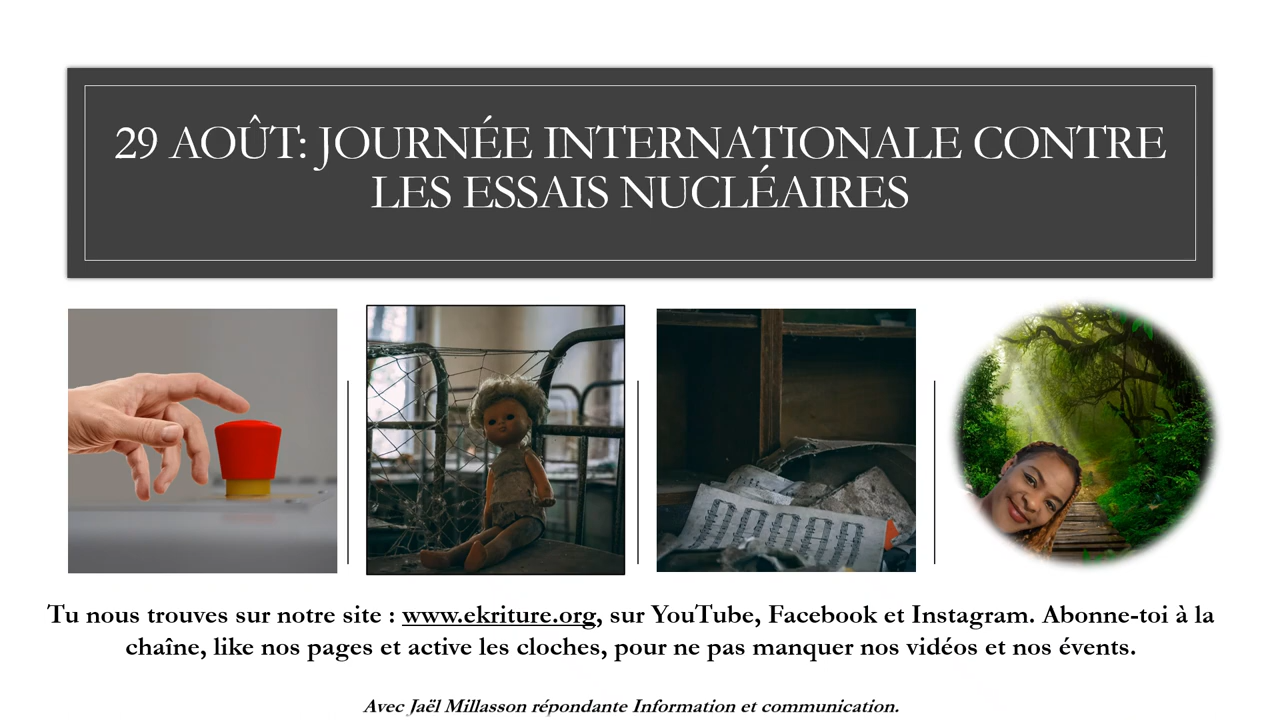 29 AOÛT: JOURNÉE INTERNATIONALE CONTRE
LES ESSAIS NUCLÉAIRES
Tu nous trouves sur notre site : www.ekriture.org, sur YouTube, Facebook et Instagram. Abonne-toi à la
chaîne, like nos pages et active les cloches, pour ne pas manquer nos vidéos et nos évents.
Avec Jaël Millasson répondante Information et communication.